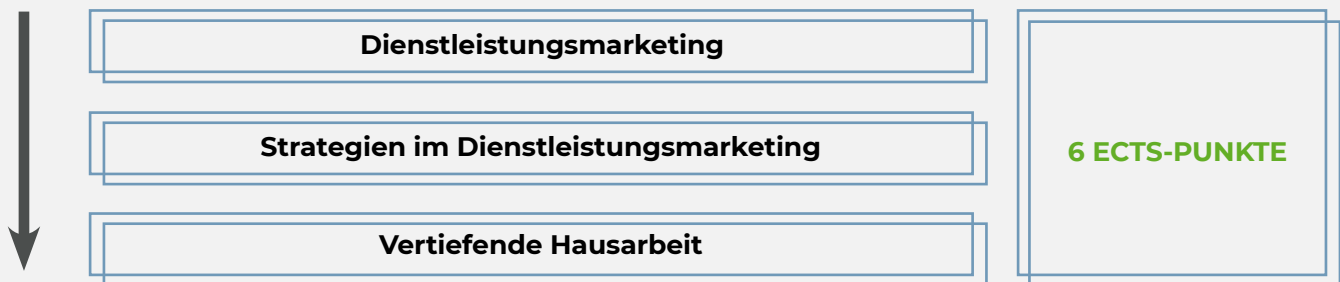 Dienstleistungsmarketing
Strategien im Dienstleistungsmarketing
6 ECTS-PUNKTE
Vertiefende Hausarbeit